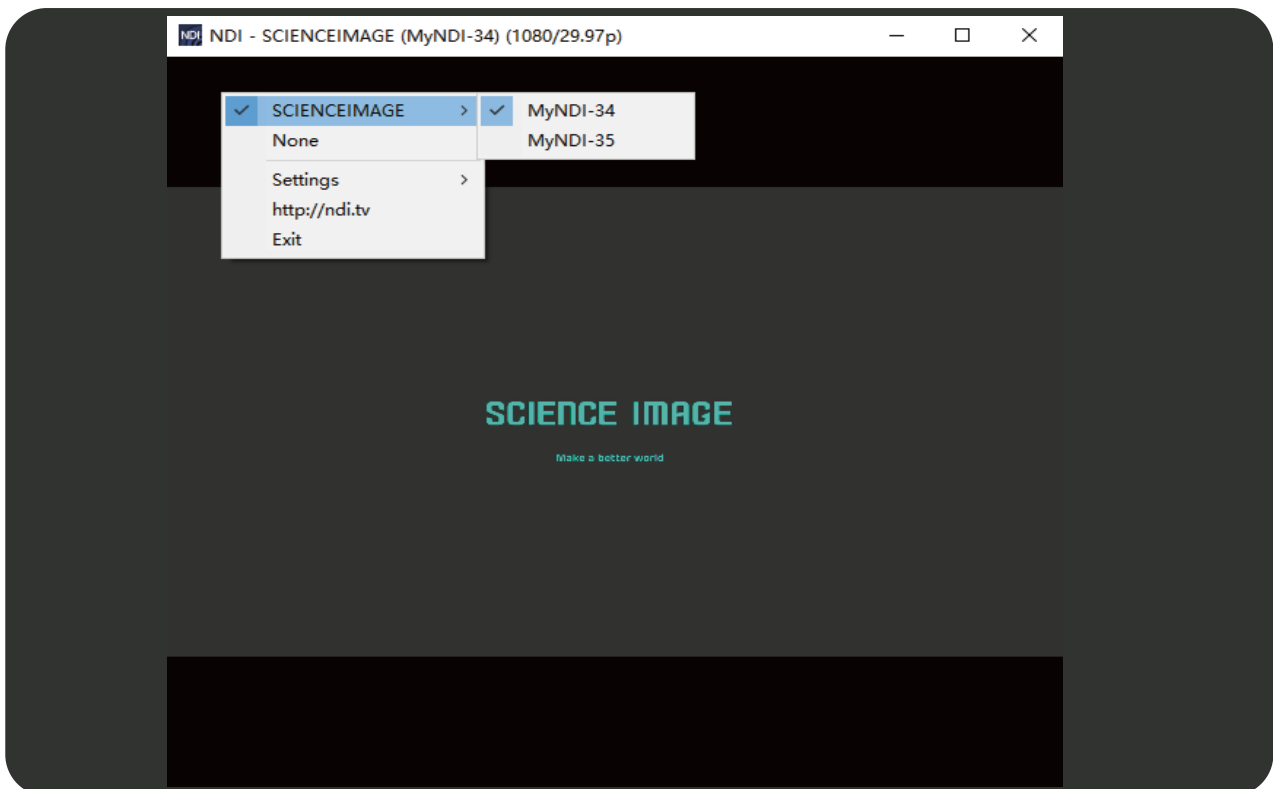 NDI NDI - SCIENCEIMAGE (MyNDI-34) (1080/29.97p)
SCIENCEIMAGE
None
Settings
http://ndi.tv
Exit
MyNDI-34
MyNDI-35
SCIENCE IMAGE
Make a better world